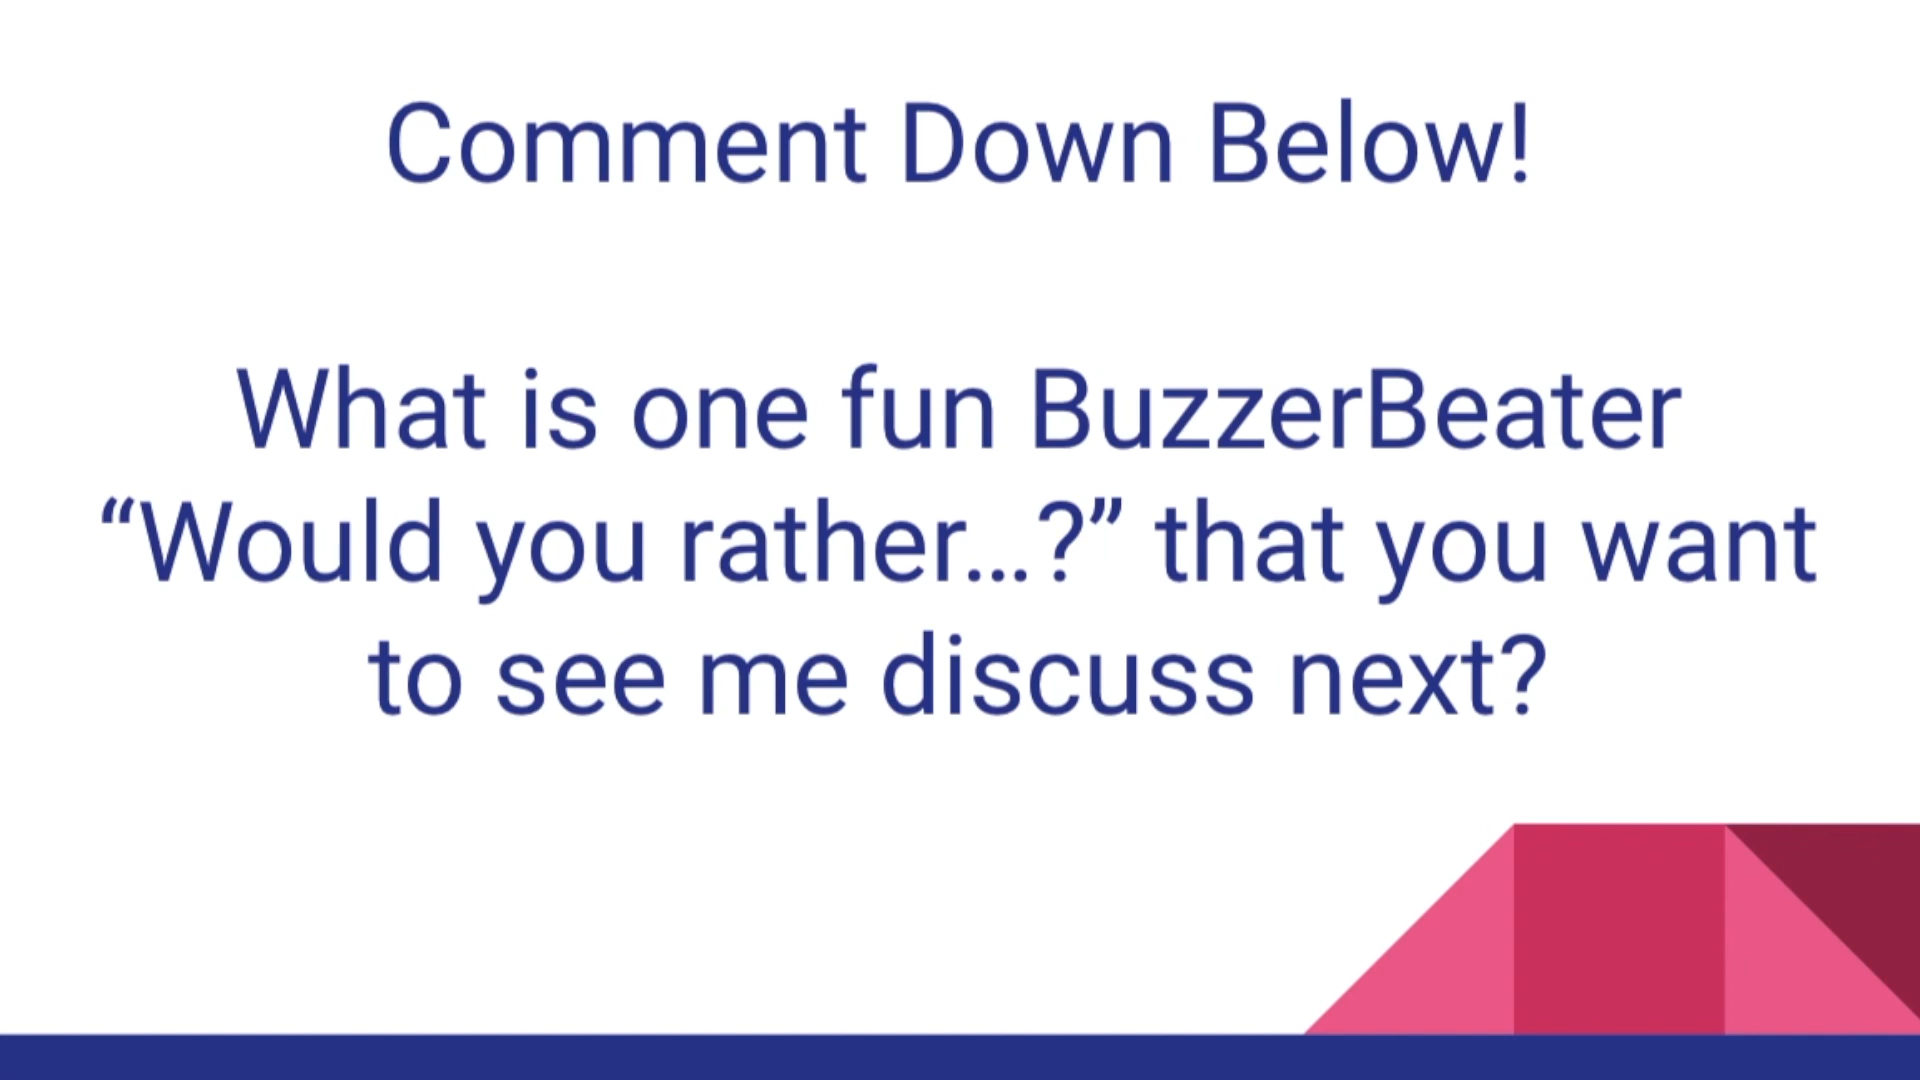 Comment Down Below!
What is one fun BuzzerBeater
“Would you rather...?” that you want
to see me discuss next?